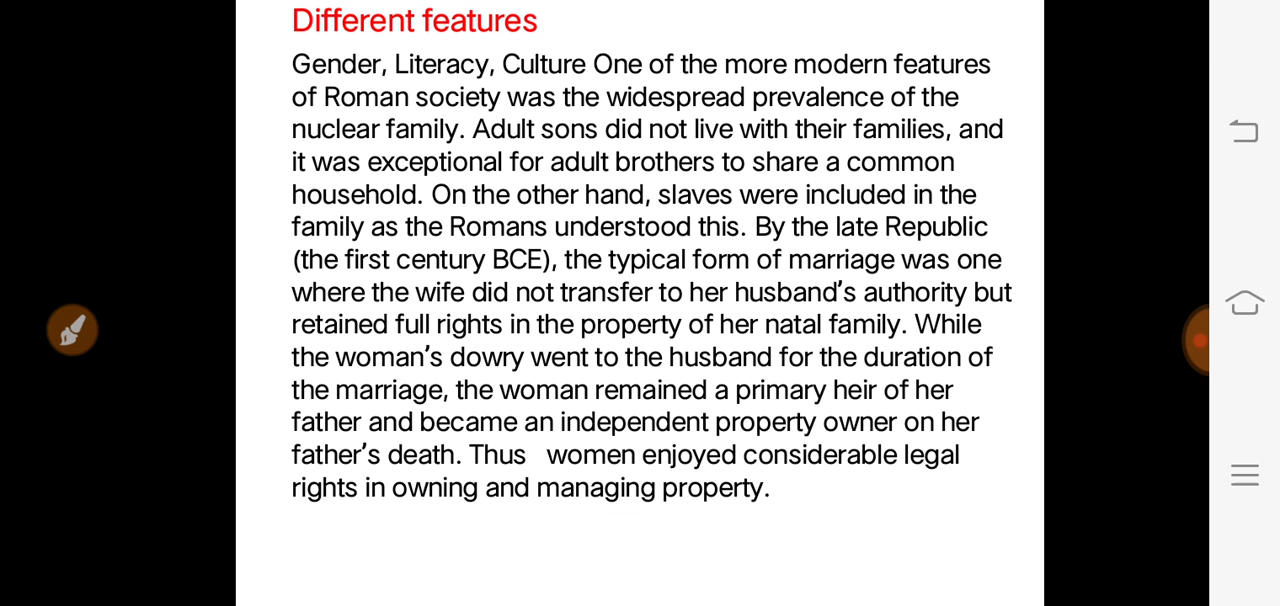 Different features
Gender, Literacy, Culture One of the more modern features
of Roman society was the widespread prevalence of the
nuclear family. Adult sons did not live with their families, and
it was exceptional for adult brothers to share a common
household. On the other hand, slaves were included in the
family as the Romans understood this. By the late Republic
(the first century BCE), the typical form of marriage was one
where the wife did not transfer to her husband’s authority but
retained full rights in the property of her natal family. While
the woman’s dowry went to the husband for the duration of
the marriage, the woman remained a primary heir of her
father and became an independent property owner on her
father’s death. Thus women enjoyed considerable legal
rights in owning and managing property.